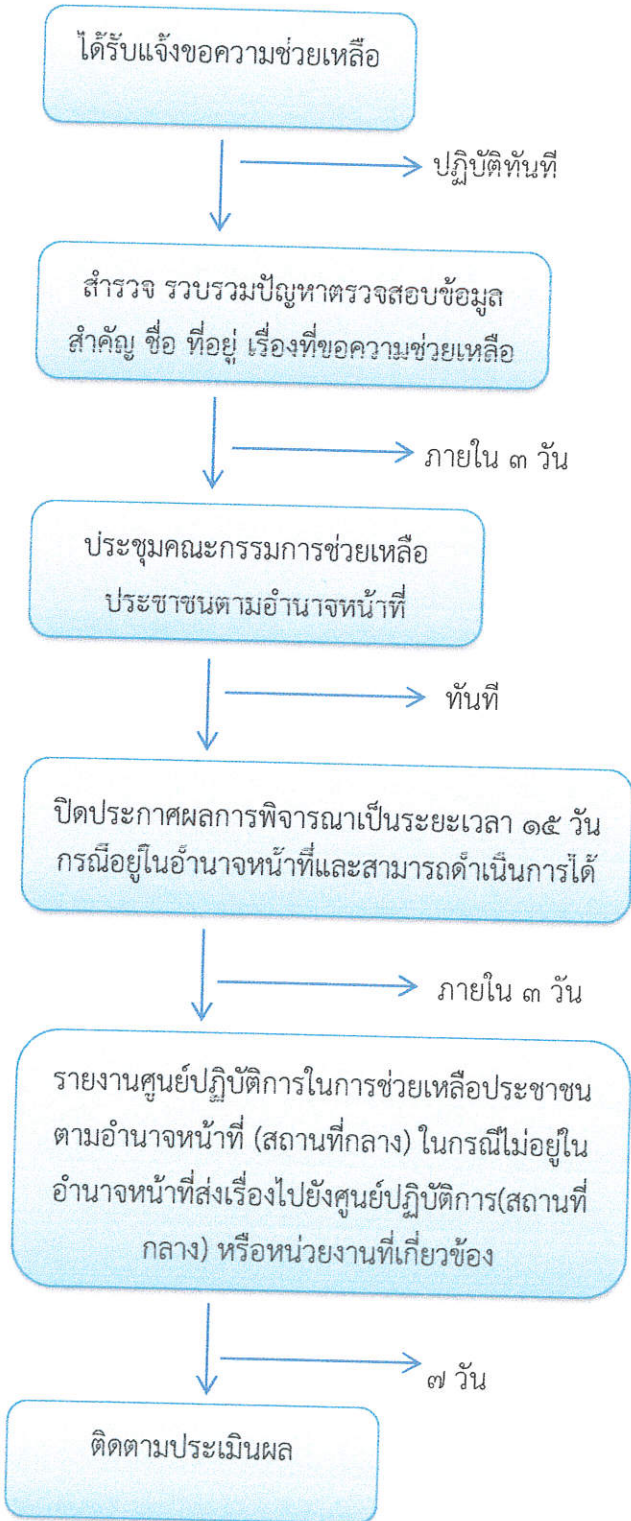 ได้รับแจ้งขอความช่วยเหลือ
ปฏิบัติทันที
สำรวจ รวบรวมปัญหาตรวจสอบข้อมูล
สำคัญ ชื่อ ที่อยู่ เรื่องที่ขอความช่วยเหลือ
ภายใน ๓ วัน
ประชุมคณะกรรมการช่วยเหลือ
ประชาชนตามอำนาจหน้าที่
ทันที
ปิดประกาศผลการพิจารณาเป็นระยะเวลา ๑๕ วัน
กรณีอยู่ในอำนาจหน้าที่และสามารถดำเนินการได้
ภายใน ๓ วัน
รายงานศูนย์ปฏิบัติการในการช่วยเหลือประชาชน
ตามอำนาจหน้าที่ (สถานที่กลาง) ในกรณีไม่อยู่ใน
อำนาจหน้าที่ส่งเรื่องไปยังศูนย์ปฏิบัติการ(สถานที่
กลาง) หรือหน่วยงานที่เกี่ยวข้อง
๗ วัน
ติดตามประเมินผล